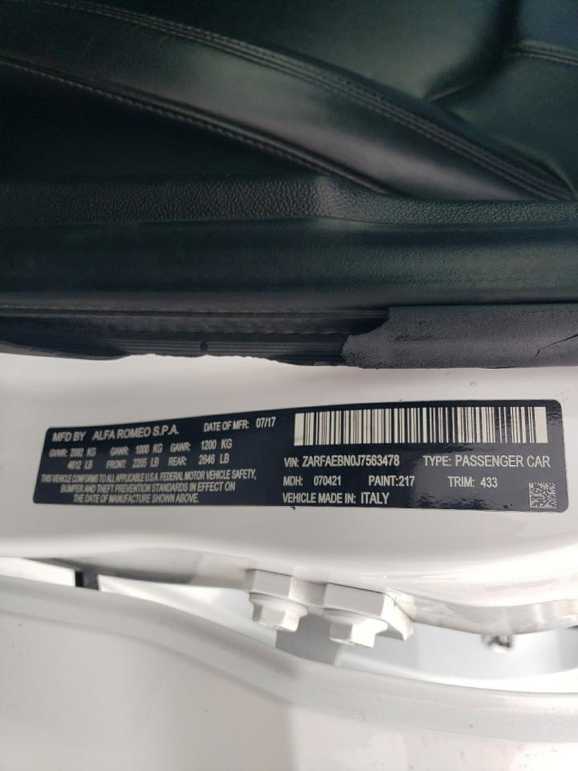 MFD BY ALFA ROMEO S.P.A. DATE OF MFR: 07/17
GVWR: 2092 KG GAWR: 1000 KG GAWR: 1200 KG
4612 LB FRONT: 2205 LB REAR: 2646 LB
THIS VEHICLE CONFORMS TO ALL APPLICABLE U.S.A. FEDERAL MOTOR VEHICLE SAFETY,
BUMPER AND THEFT PREVENTION STANDARDS IN EFFECT ON
THE DATE OF MANUFACTURE SHOWN ABOVE.
VIN: ZARFAEBN0J7563478 TYPE: PASSENGER CAR
MDH: 070421 PAINT:217 TRIM: 433
VEHICLE MADE IN: ITALY